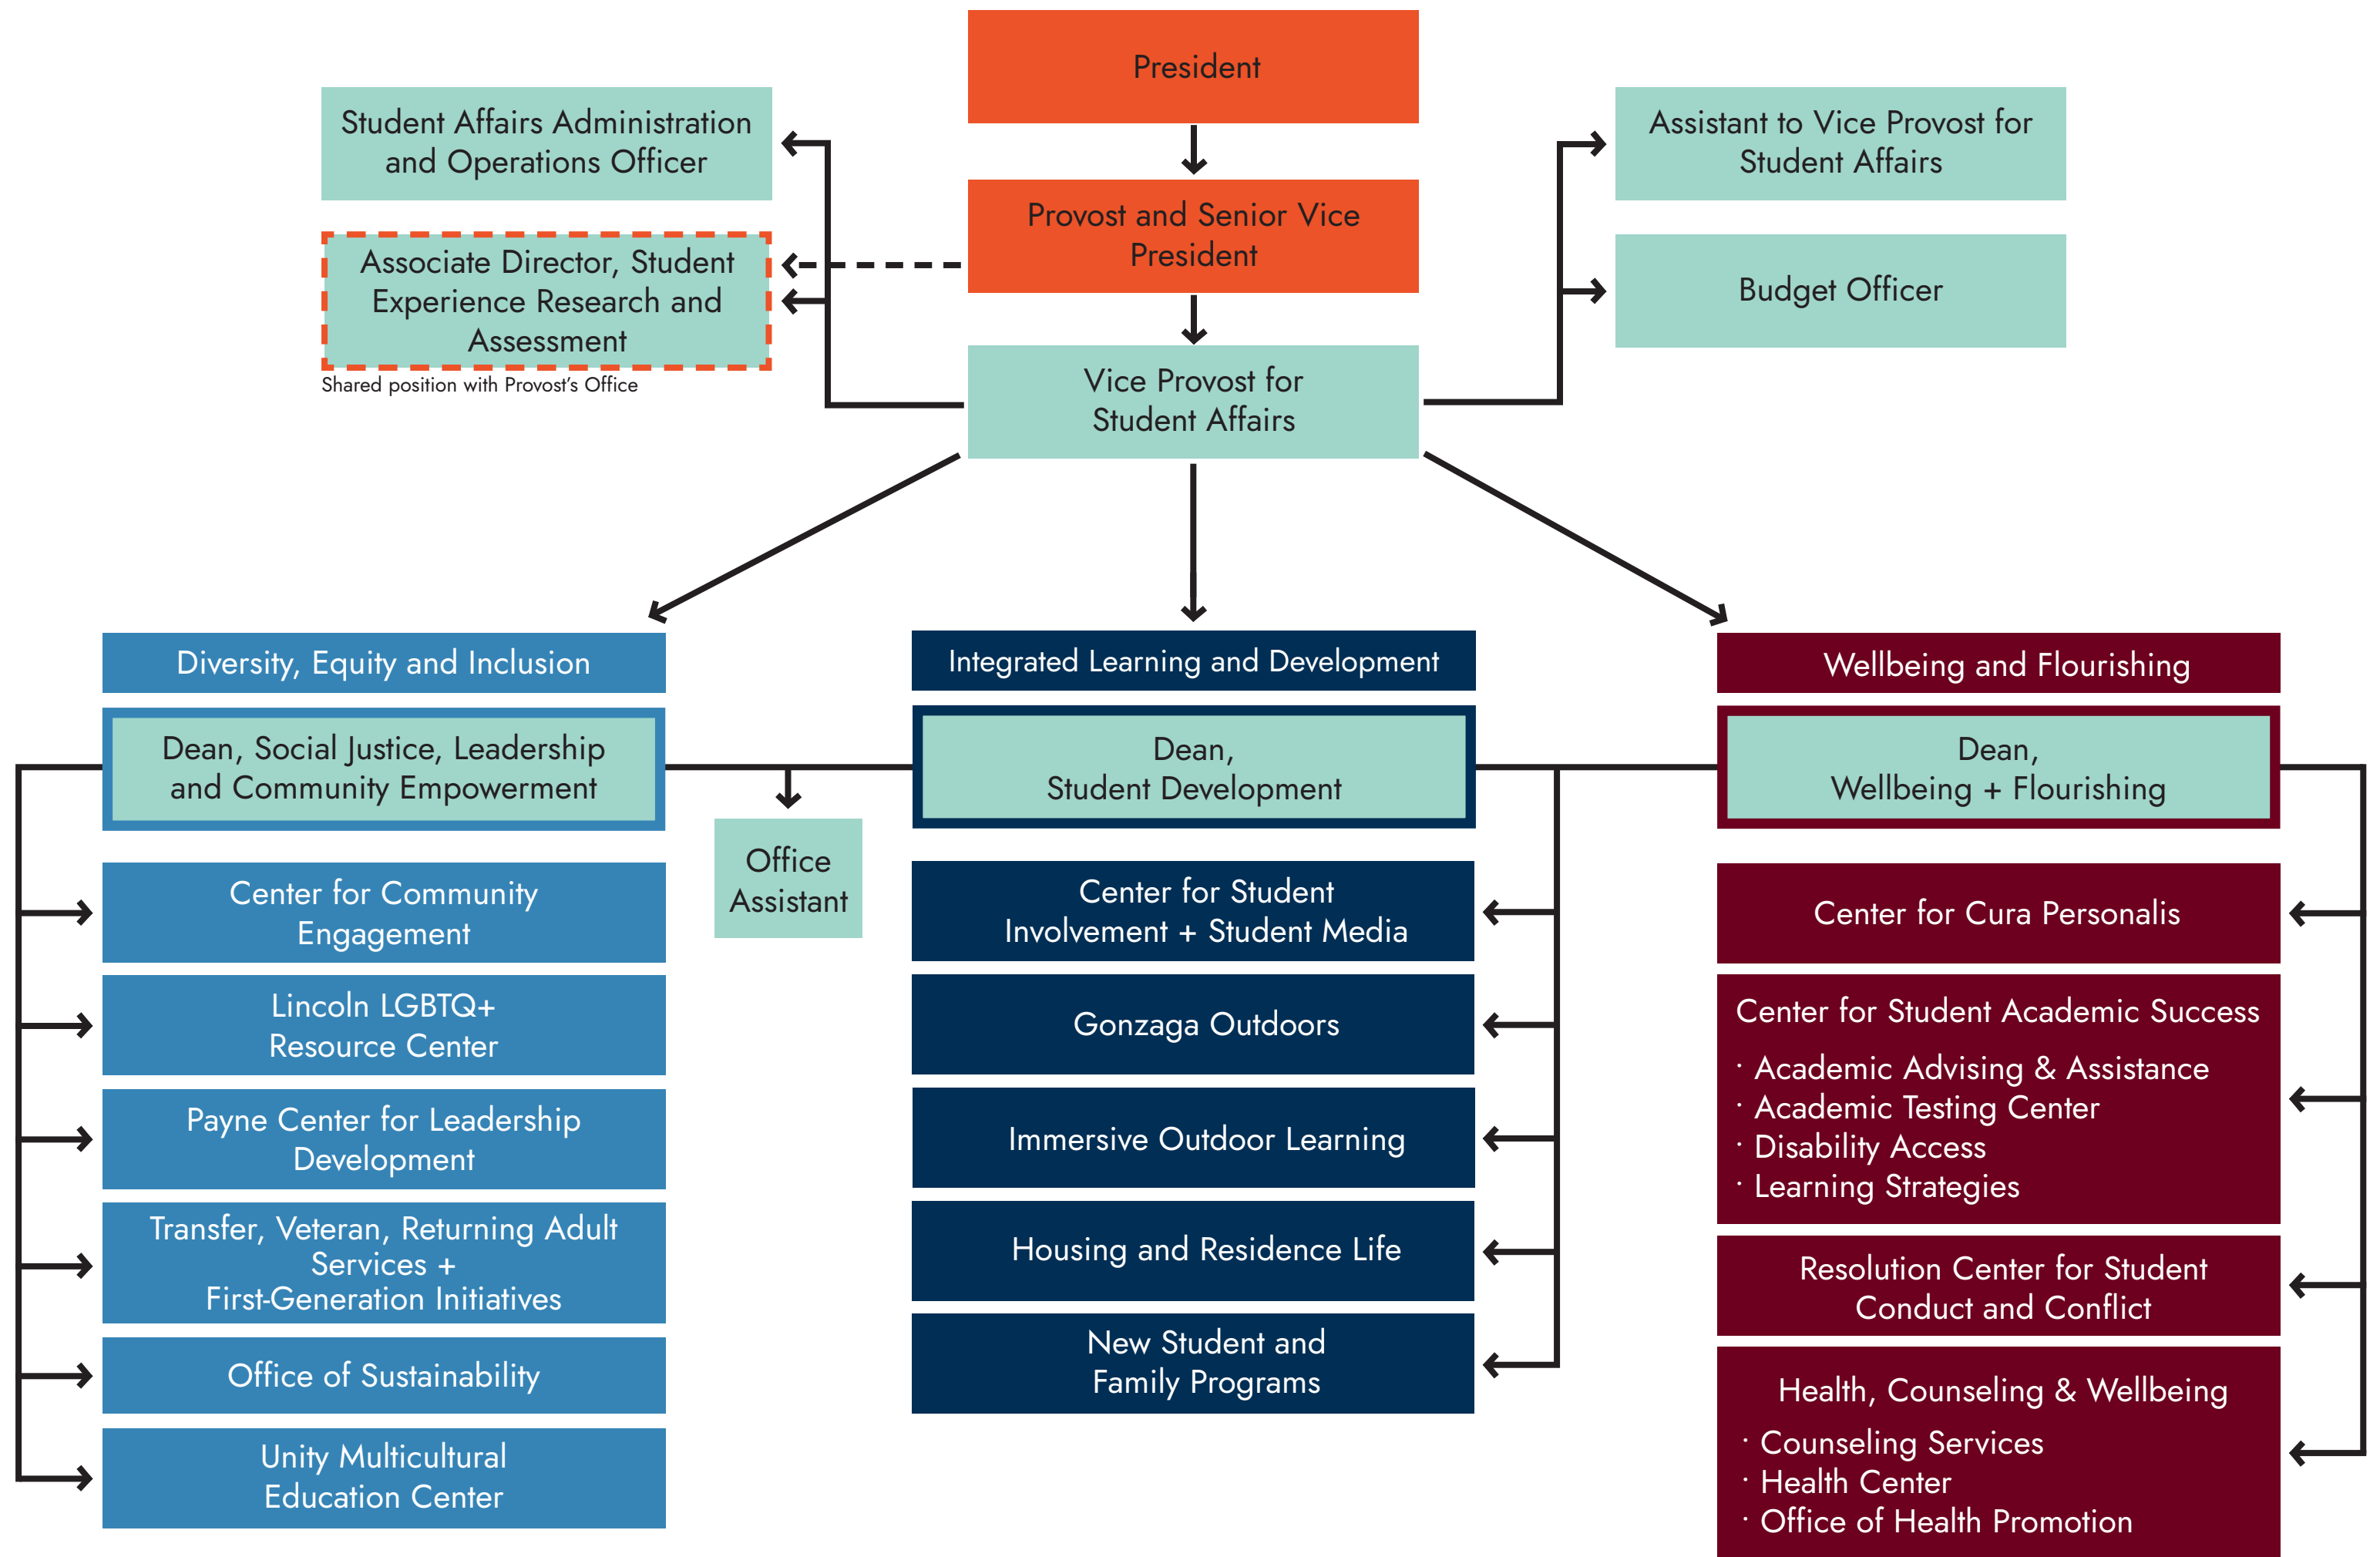 President
Student Affairs Administration
and Operations Officer
Assistant to Vice Provost for
Student Affairs
Provost and Senior Vice
President
Associate Director, Student
Experience Research and
Assessment
Shared position with Provost’s Office
Budget Officer
Vice Provost for
Student Affairs
Diversity, Equity and Inclusion
Dean, Social Justice, Leadership
and Community Empowerment
Office
Assistant
Center for Community
Engagement
Lincoln LGBTQ+
Resource Center
Payne Center for Leadership
Development
Transfer, Veteran, Returning Adult
Services +
First-Generation Initiatives
Office of Sustainability
Unity Multicultural
Education Center
Integrated Learning and Development
Dean,
Student Development
Center for Student
Involvement + Student Media
Gonzaga Outdoors
Immersive Outdoor Learning
Housing and Residence Life
New Student and
Family Programs
Wellbeing and Flourishing
Dean,
Wellbeing + Flourishing
Center for Cura Personalis
Center for Student Academic Success
· Academic Advising & Assistance
· Academic Testing Center
· Disability Access
· Learning Strategies
Resolution Center for Student
Conduct and Conflict
Health, Counseling & Wellbeing
· Counseling Services
· Health Center
· Office of Health Promotion